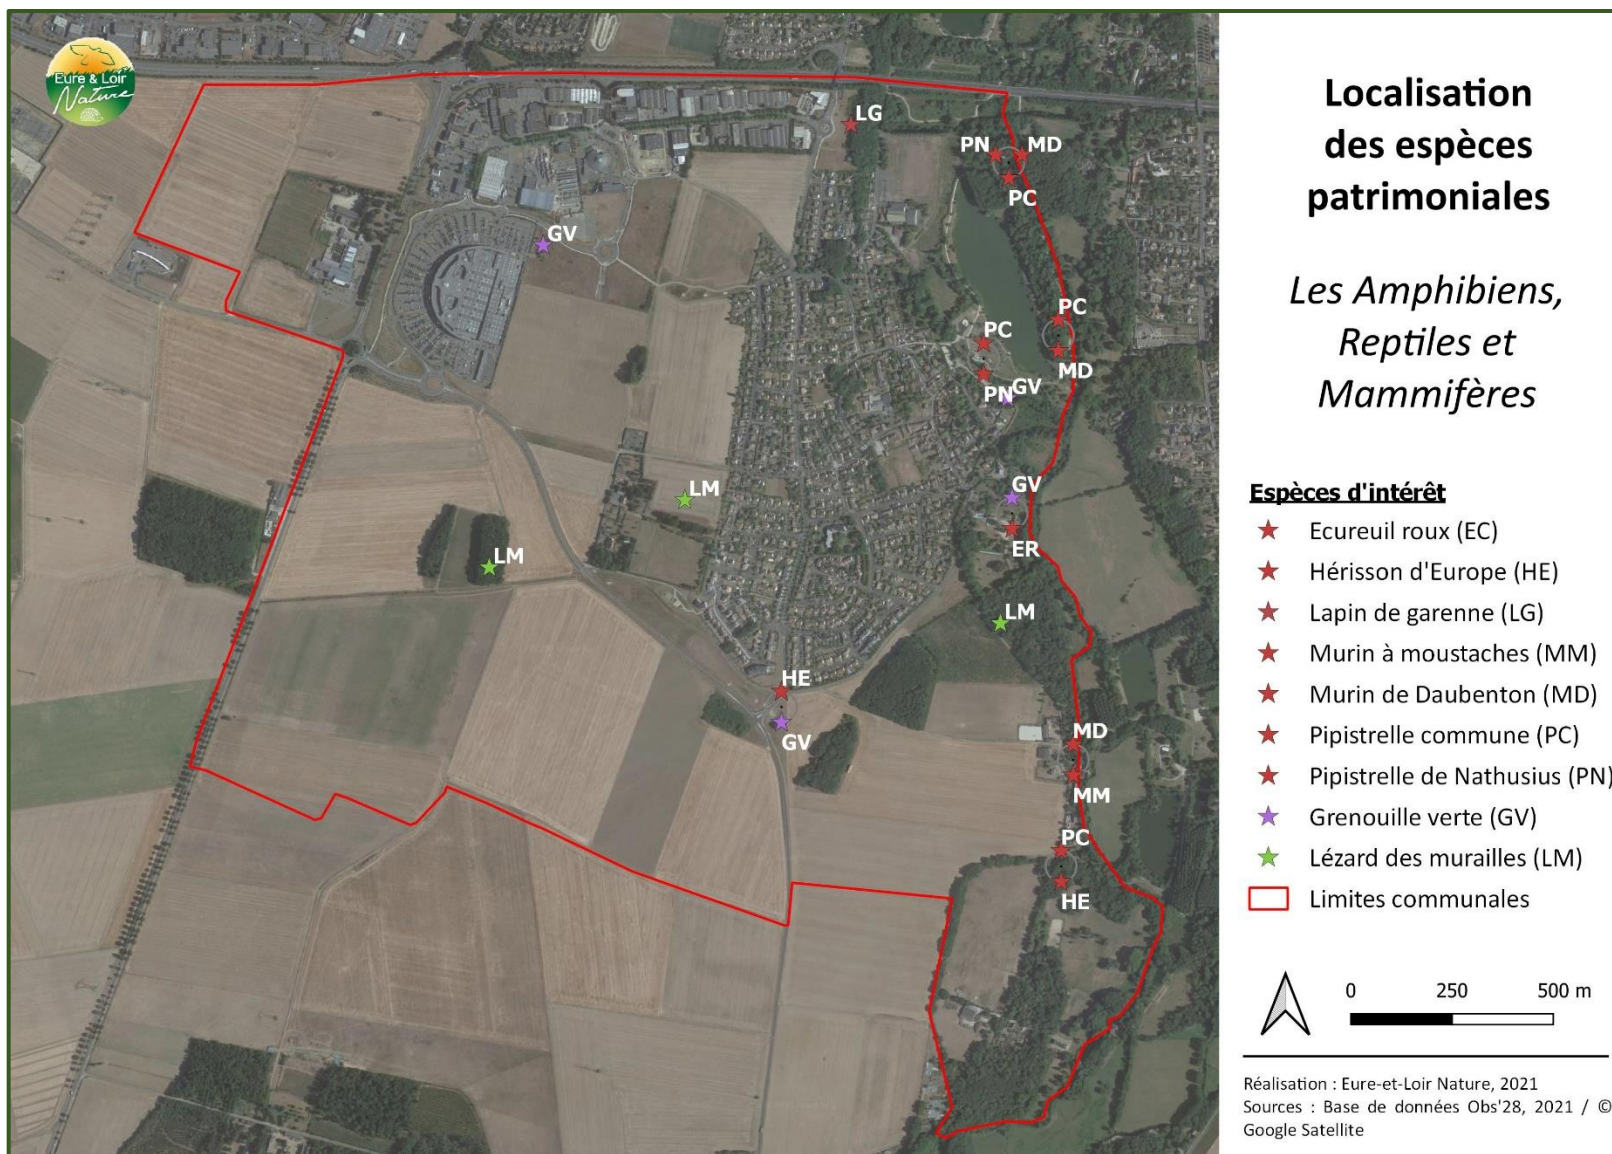 Eure & Loir
Nature
Localisation
des espèces
patrimoniales
Les Amphibiens,
Reptiles et
Mammifères
Espèces d'intérêt
Ecureuil roux (EC)
Hérisson d'Europe (HE)
Lapin de garenne (LG)
Murin à moustaches (MM)
Murin de Daubenton (MD)
Pipistrelle commune (PC)
Pipistrelle de Nathusius (PN)
Grenouille verte (GV)
Lézard des murailles (LM)
Limites communales
0 250 500 m
Réalisation : Eure-et-Loir Nature, 2021
Sources : Base de données Obs'28, 2021 / ©
Google Satellite
LG
PN MD
PC
GV
PC
PC
MD
PN GV
LM
GV
ER
LM
LM
HE
GV
MD
MM
PC
HE